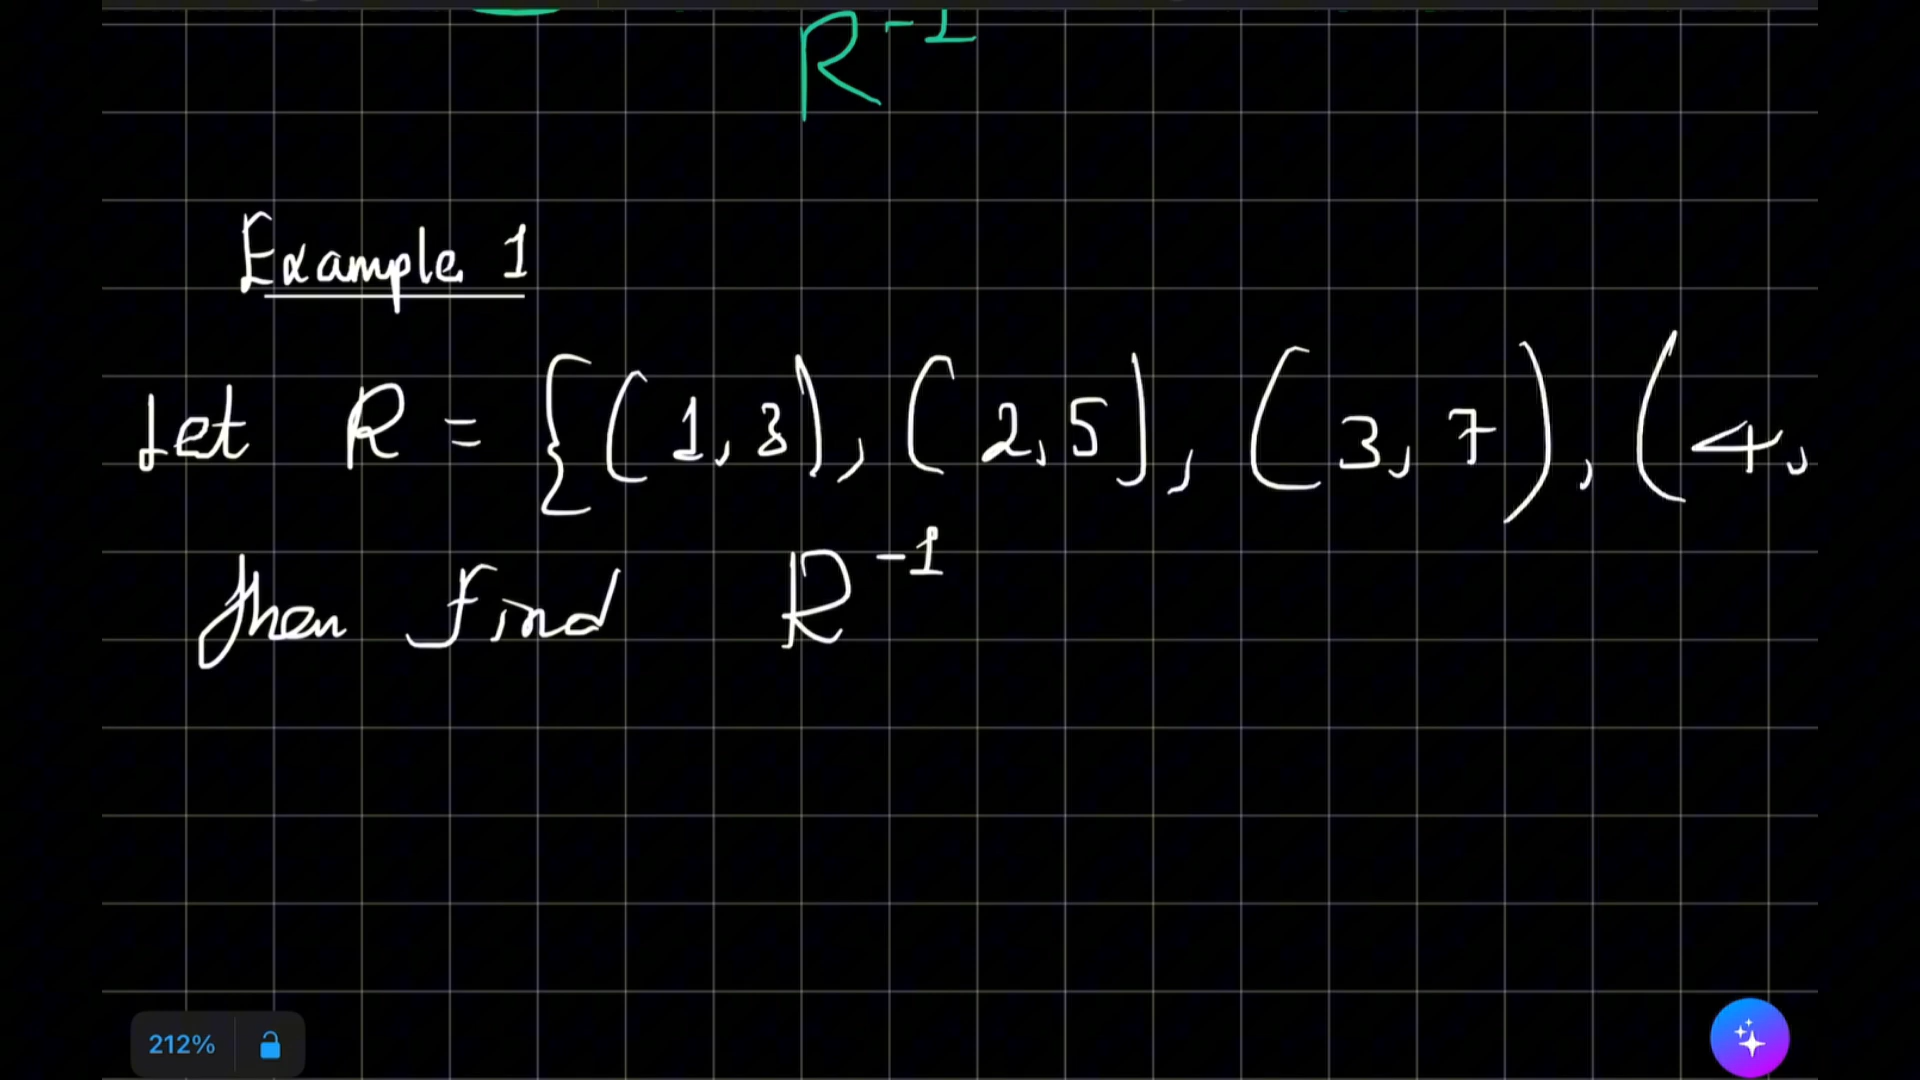 R⁻¹
Example 1
Let R = {(1,3), (2,5), (3,7), (4,
then find R⁻¹
212%